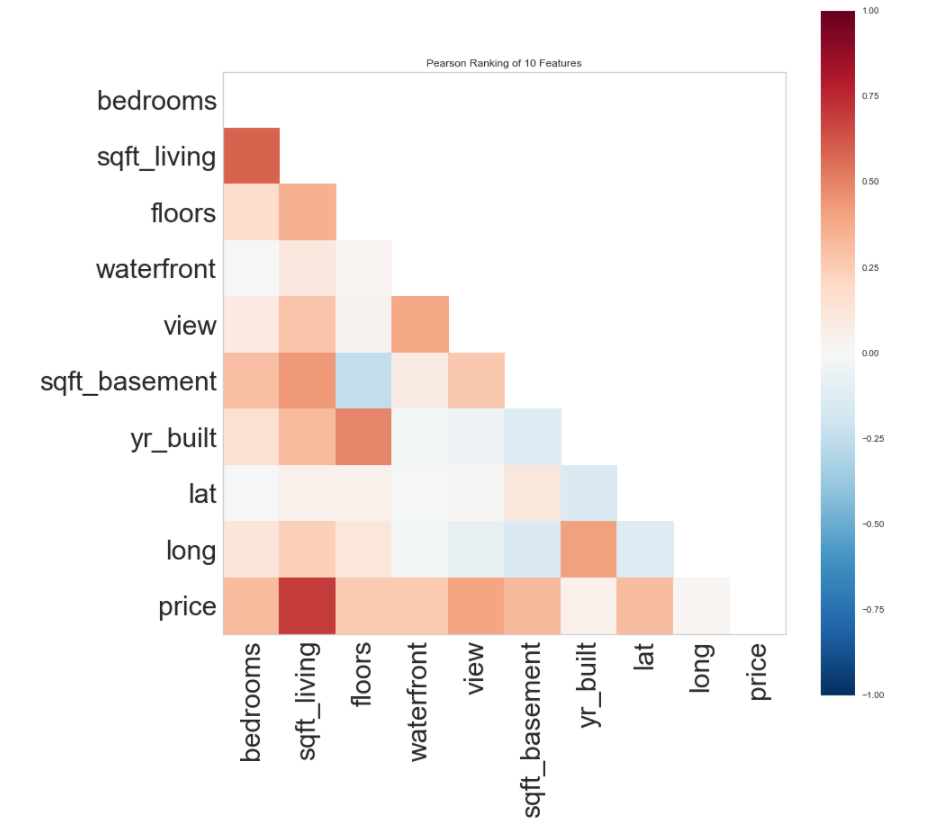 Pearson Ranking of 10 Features
bedrooms
sqft_living
floors
waterfront
view
sqft_basement
yr_built
lat
long
price
bedrooms
sqft_living
floors
waterfront
view
sqft_basement
yr_built
lat
long
price
1.00
0.75
0.50
0.25
0.00
−0.25
−0.50
−0.75
−1.00